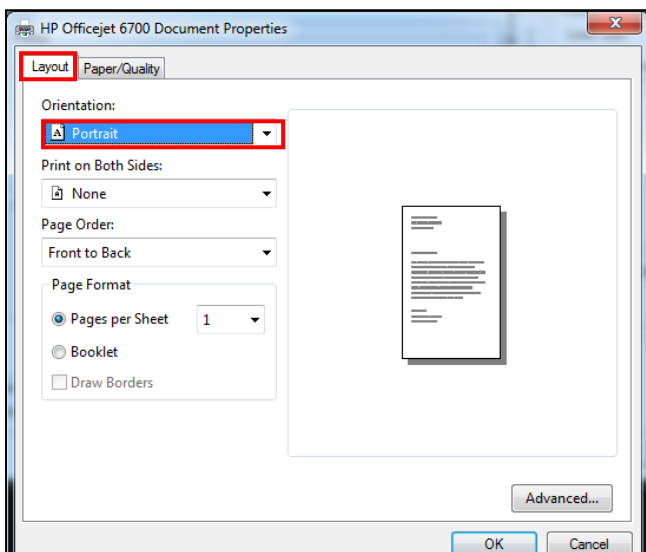 HP Officejet 6700 Document Properties
Layout
Paper/Quality
Orientation:
A Portrait
Print on Both Sides:
None
Page Order:
Front to Back
Page Format
Pages per Sheet
1
Booklet
Draw Borders
Advanced...
OK
Cancel